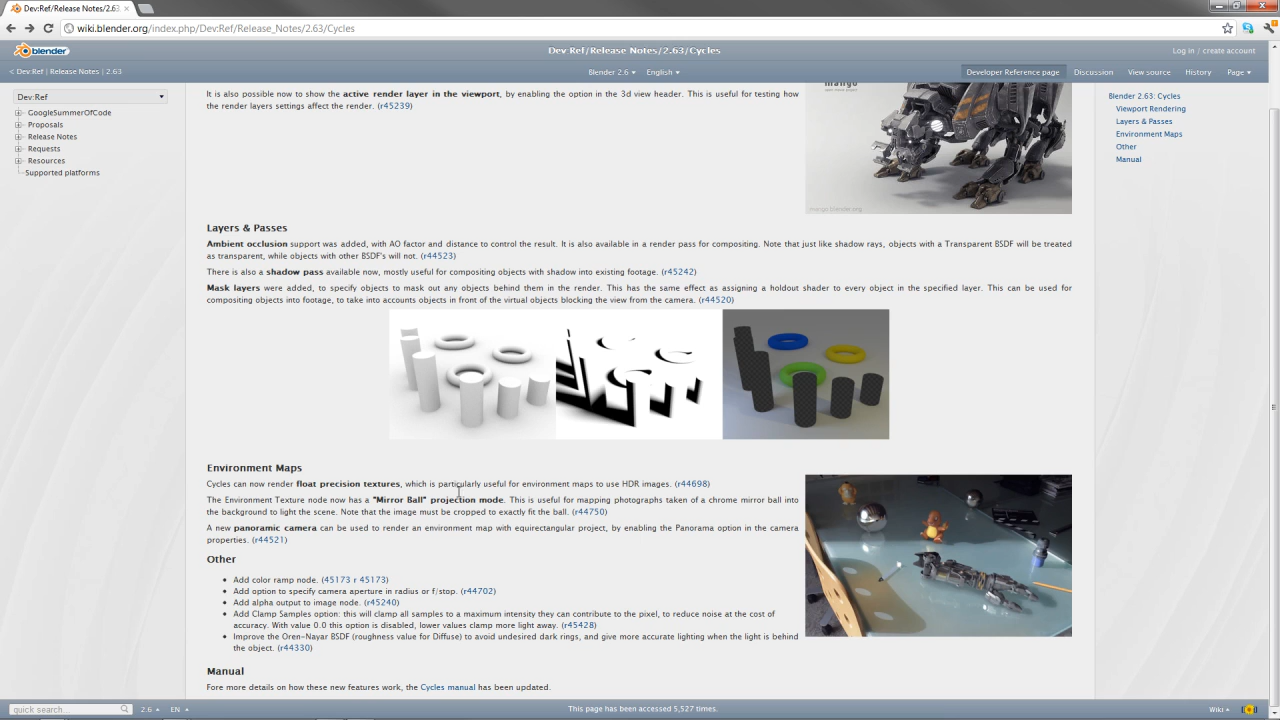 Dev:Ref/Release Notes/2.63/C
wiki.blender.org/index.php/Dev:Ref/Release_Notes/2.63/Cycles
blender
Dev:Ref/Release Notes/2.63/Cycles
Log in / create account
< Dev:Ref | Release Notes | 2.63
Blender 2.6
English
Developer Reference page
Discussion
View source
History
Page
Dev:Ref
GoogleSummerOfCode
Proposals
Release Notes
Requests
Resources
Supported platforms
It is also possible now to show the active render layer in the viewport, by enabling the option in the 3d view header. This is useful for testing how
the render layers settings affect the render. (r45239)
mango
mango.blender.org
Blender 2.63: Cycles
Viewport Rendering
Layers & Passes
Environment Maps
Other
Manual
Layers & Passes
Ambient occlusion support was added, with AO factor and distance to control the result. It is also available in a render pass for compositing. Note that just like shadow rays, objects with a Transparent BSDF will be treated
as transparent, while objects with other BSDF's will not. (r44523)
There is also a shadow pass available now, mostly useful for compositing objects with shadow into existing footage. (r45242)
Mask layers were added, to specify objects to mask out any objects behind them in the render. This has the same effect as assigning a holdout shader to every object in the specified layer. This can be used for
compositing objects into footage, to take into accounts objects in front of the virtual objects blocking the view from the camera. (r44520)
Environment Maps
Cycles can now render float precision textures, which is particularly useful for environment maps to use HDR images. (r44698)
The Environment Texture node now has a "Mirror Ball" projection mode. This is useful for mapping photographs taken of a chrome mirror ball into
the background to light the scene. Note that the image must be cropped to exactly fit the ball. (r44750)
A new panoramic camera can be used to render an environment map with equirectangular project, by enabling the Panorama option in the camera
properties. (r44521)
Other
Add color ramp node. (45173 r 45173)
Add option to specify camera aperture in radius or f/stop. (r44702)
Add alpha output to image node. (r45240)
Add Clamp Samples option: this will clamp all samples to a maximum intensity they can contribute to the pixel, to reduce noise at the cost of
accuracy. With value 0.0 this option is disabled, lower values clamp more light away. (r45428)
Improve the Oren-Nayar BSDF (roughness value for Diffuse) to avoid undesired dark rings, and give more accurate lighting when the light is behind
the object. (r44330)
Manual
Fore more details on how these new features work, the Cycles manual has been updated.
quick search...
2.6
EN
This page has been accessed 5,527 times.
Wiki